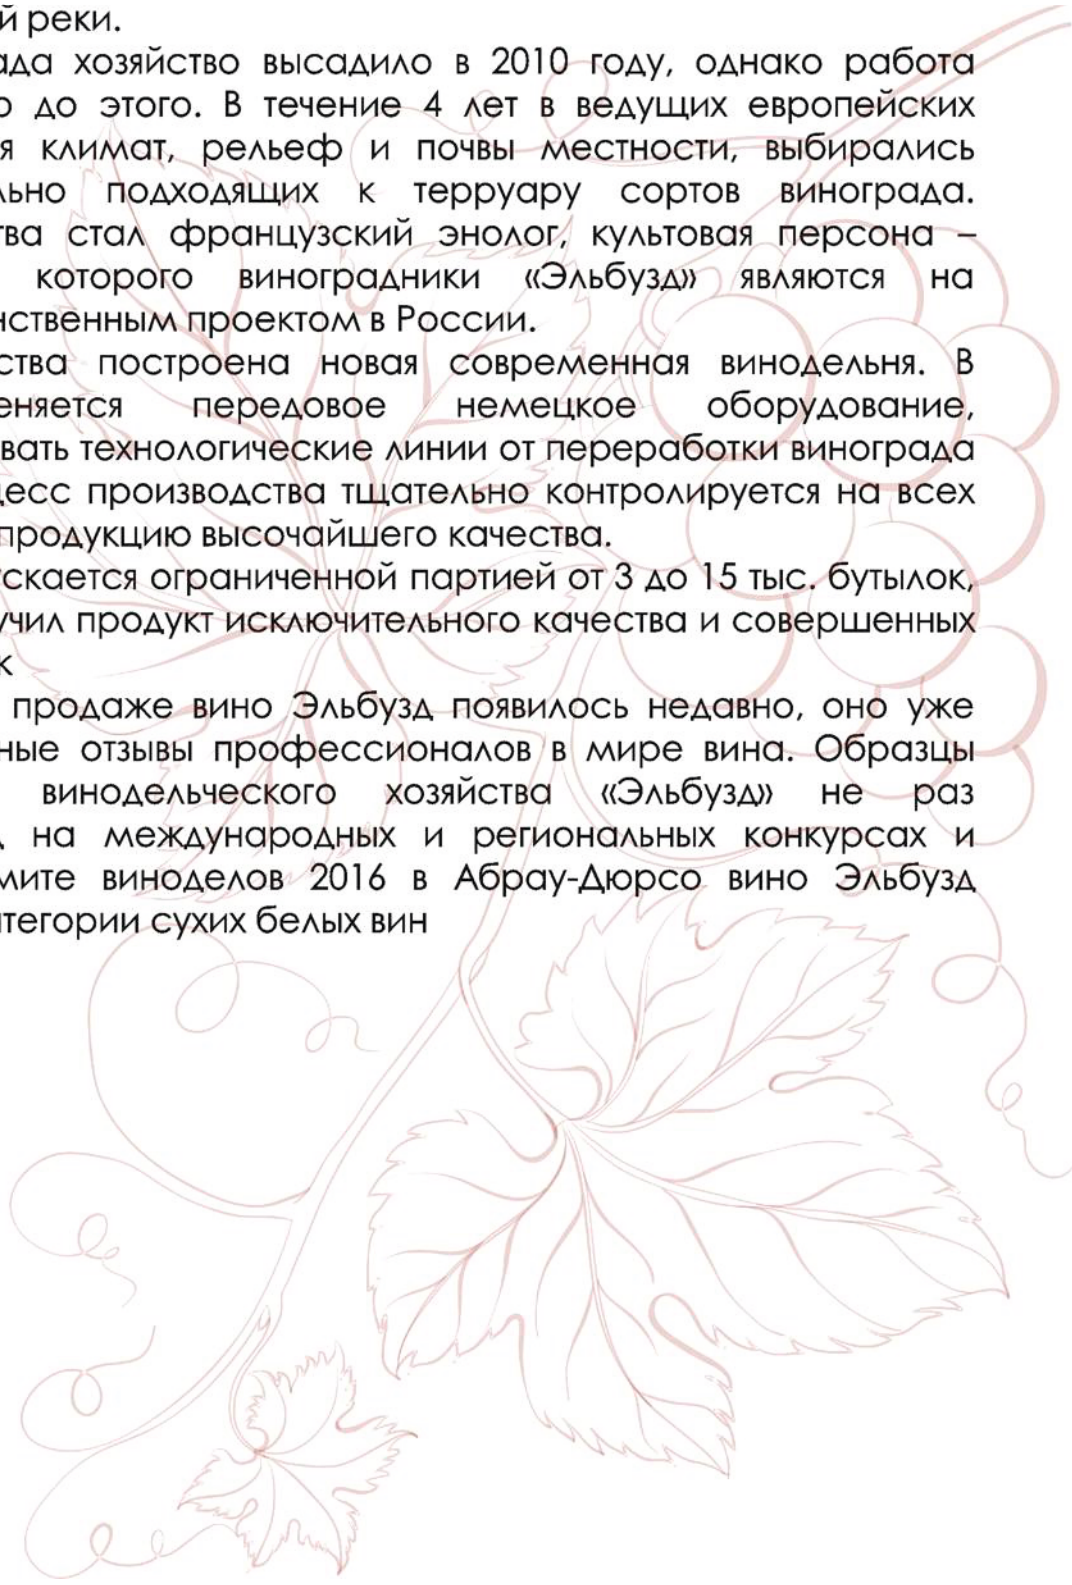 й реки.
ада хозяйство высадило в 2010 году, однако работа
о до этого. В течение 4 лет в ведущих европейских
я климат, рельеф и почвы местности, выбирались
льно подходящих к терруару сортов винограда.
тва стал французский энолог, культовая персона –
которого виноградники «Эльбузд» являются на
нственным проектом в России.
ства построена новая современная винодельня. В
еняется передовое немецкое оборудование,
вать технологические линии от переработки винограда
цесс производства тщательно контролируется на всех
продукцию высочайшего качества.
ускается ограниченной партией от 3 до 15 тыс. бутылок,
учил продукт исключительного качества и совершенных
к
продаже вино Эльбузд появилось недавно, оно уже
ные отзывы профессионалов в мире вина. Образцы
винодельческого хозяйства «Эльбузд» не раз
на международных и региональных конкурсах и
мите виноделов 2016 в Абрау-Дюрсо вино Эльбузд
атегории сухих белых вин